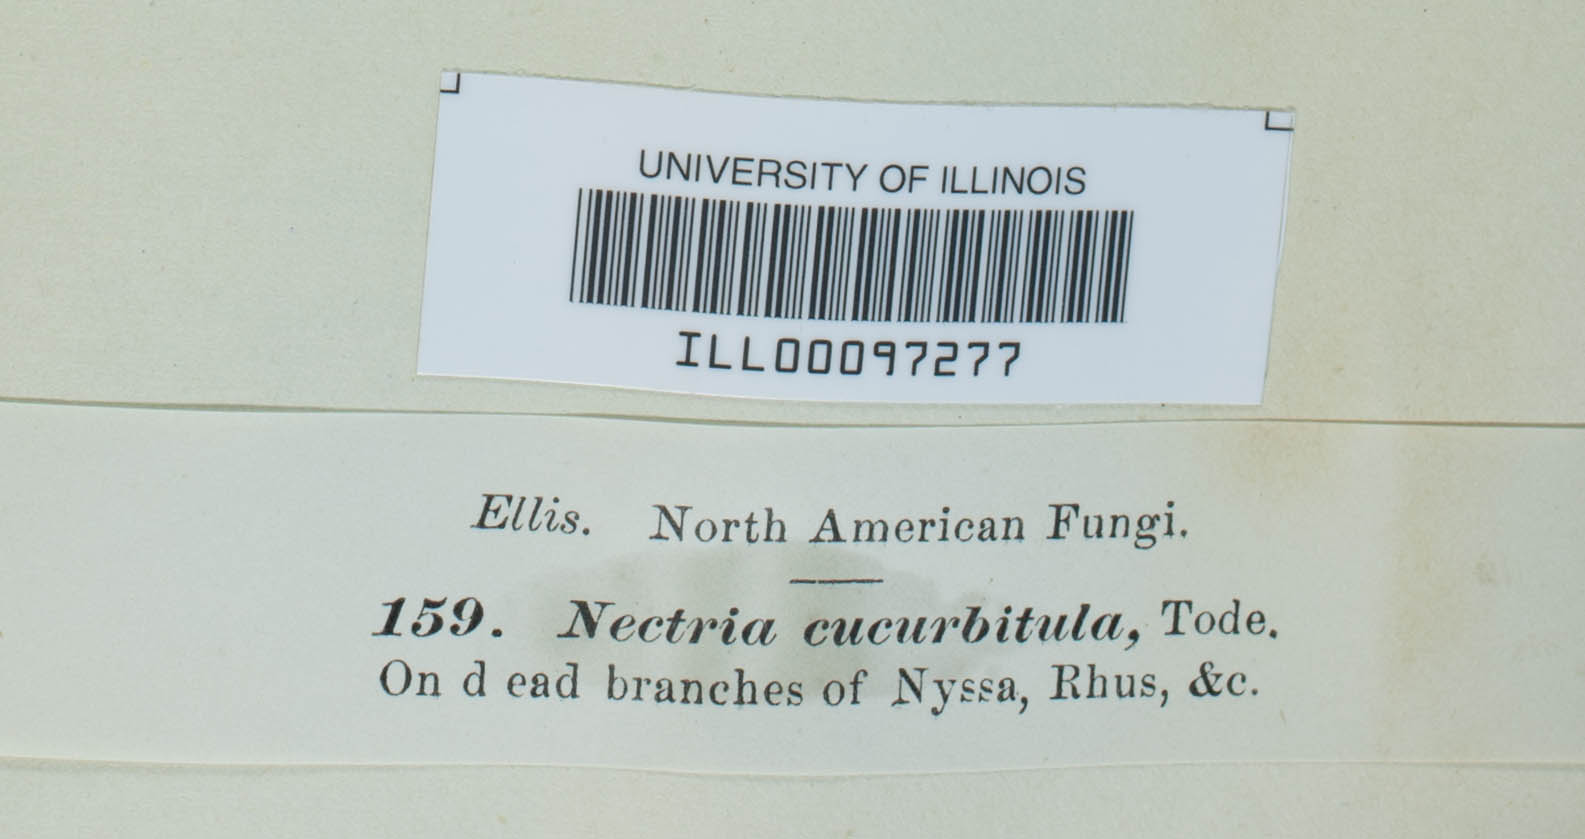 UNIVERSITY OF ILLINOIS
ILL00097277
Ellis. North American Fungi.
159. Nectria cucurbitula, Tode.
On d ead branches of Nyssa, Rhus, &c.